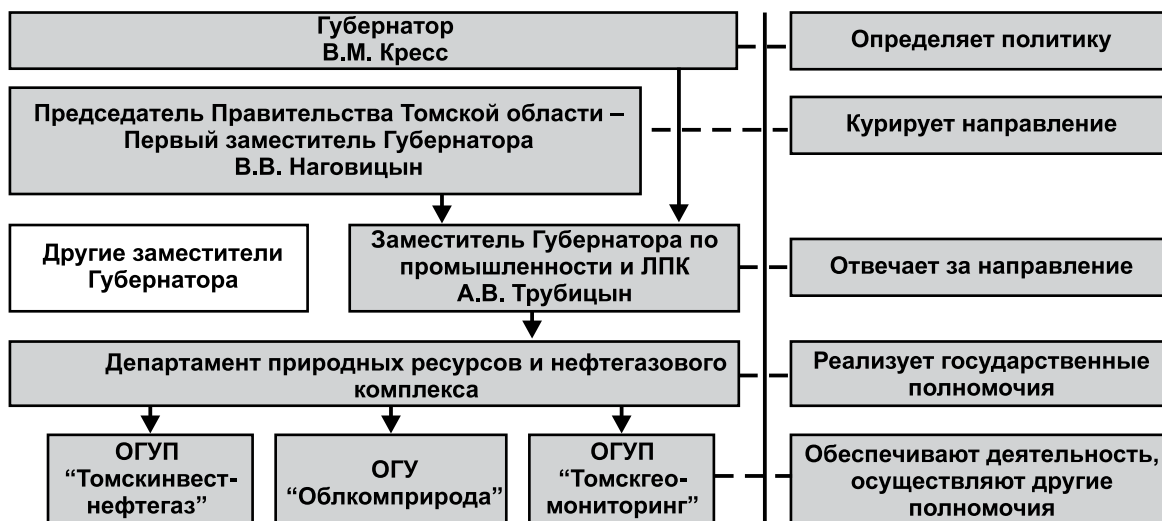 Губернатор
В.М. Кресс
Определяет политику
Председатель Правительства Томской области –
Первый заместитель Губернатора
В.В. Наговицын
Курирует направление
Другие заместители
Губернатора
Заместитель Губернатора по
промышленности и ЛПК
А.В. Трубицын
Отвечает за направление
Департамент природных ресурсов и нефтегазового
комплекса
Реализует государственные
полномочия
ОГУП
“Томскинвест-
нефтегаз”
ОГУ
“Облкомприрода”
ОГУП
“Томскгео-
мониторинг”
Обеспечивают деятельность,
осуществляют другие
полномочия